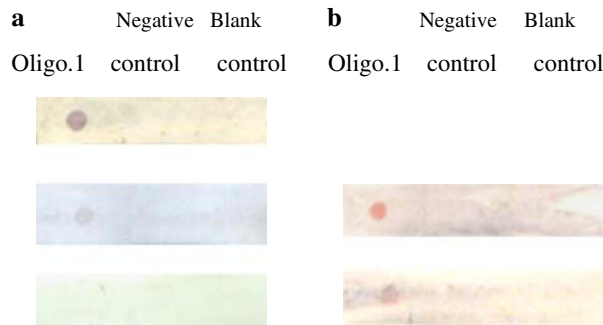 a Negative Blank
Oligo.1 control control
b Negative Blank
Oligo.1 control control